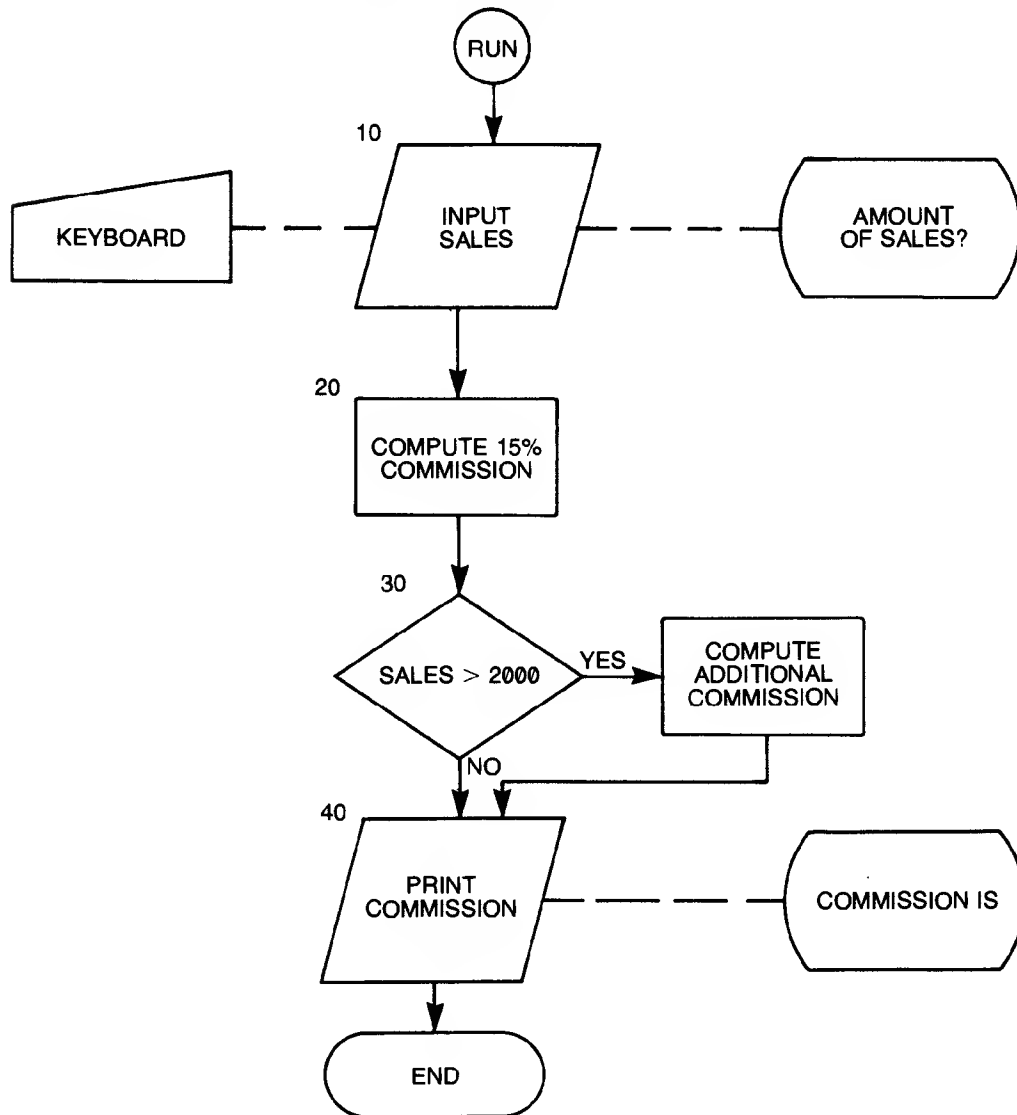 RUN
10
INPUT
SALES
KEYBOARD
AMOUNT
OF SALES?
20
COMPUTE 15%
COMMISSION
30
SALES > 2000
YES
COMPUTE
ADDITIONAL
COMMISSION
NO
40
PRINT
COMMISSION
COMMISSION IS
END